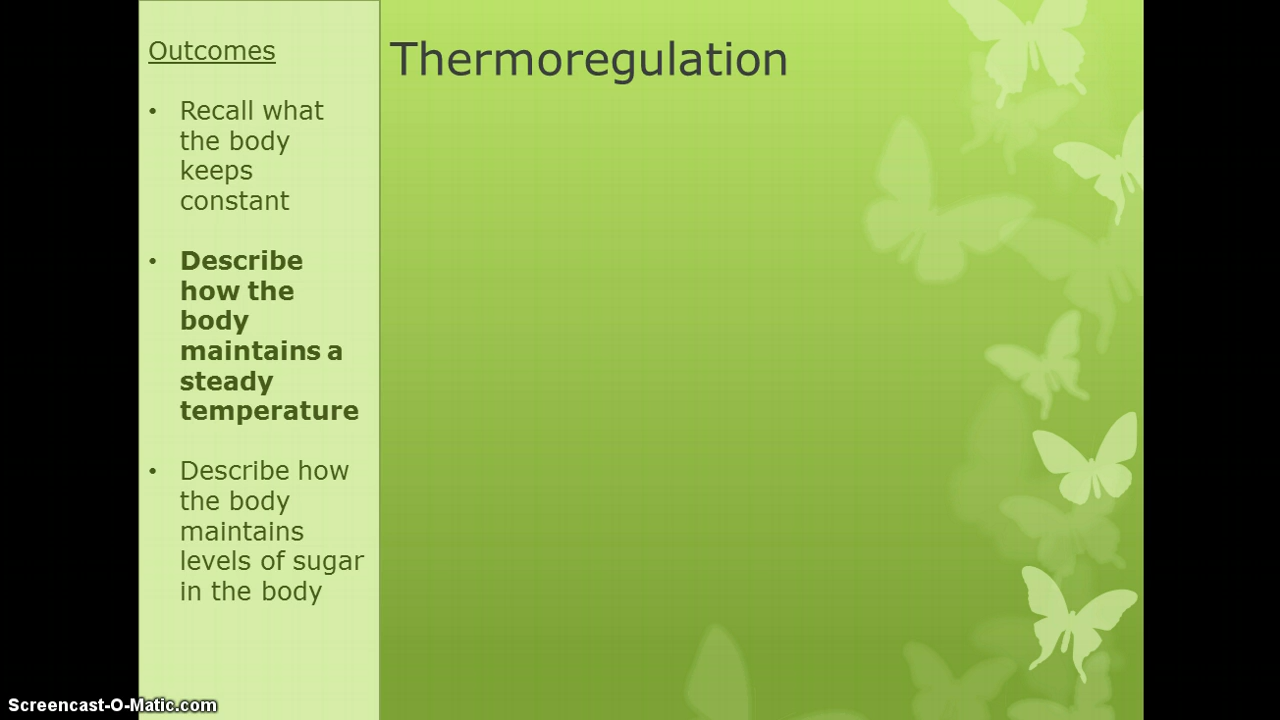 Outcomes
• Recall what
the body
keeps
constant
• Describe
how the
body
maintains a
steady
temperature
• Describe how
the body
maintains
levels of sugar
in the body
Thermoregulation
Screencast-O-Matic.com